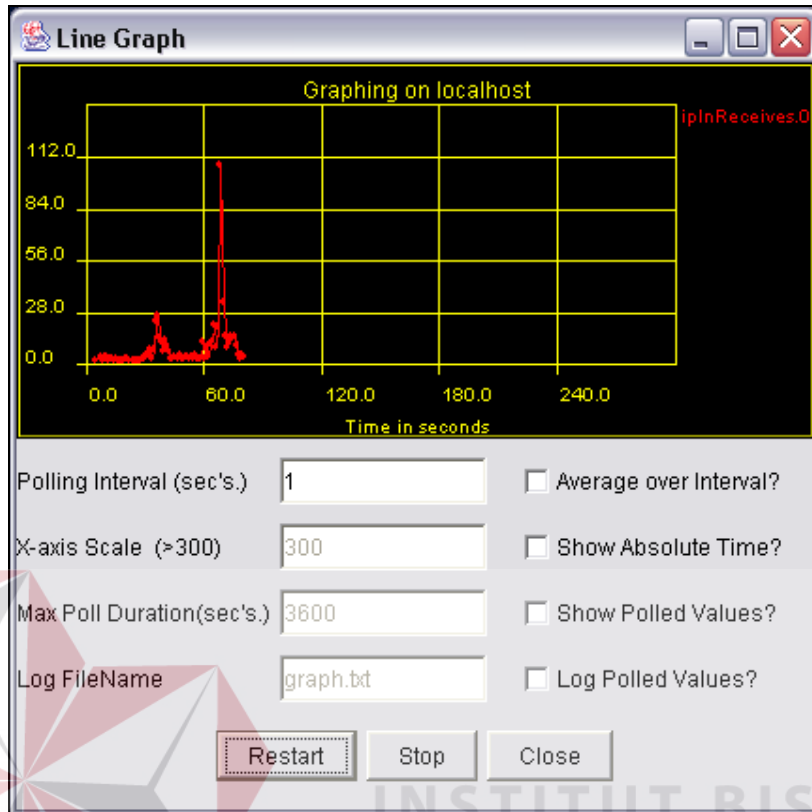 Line Graph
Graphing on localhost
ipInReceives.0
112.0
84.0
56.0
28.0
0.0
0.0 60.0 120.0 180.0 240.0
Time in seconds
Polling Interval (sec's.) 1 Average over Interval?
X-axis Scale (>300) 300 Show Absolute Time?
Max Poll Duration(sec's.) 3600 Show Polled Values?
Log FileName graph.txt Log Polled Values?
Restart Stop Close
INSTITUT BIS